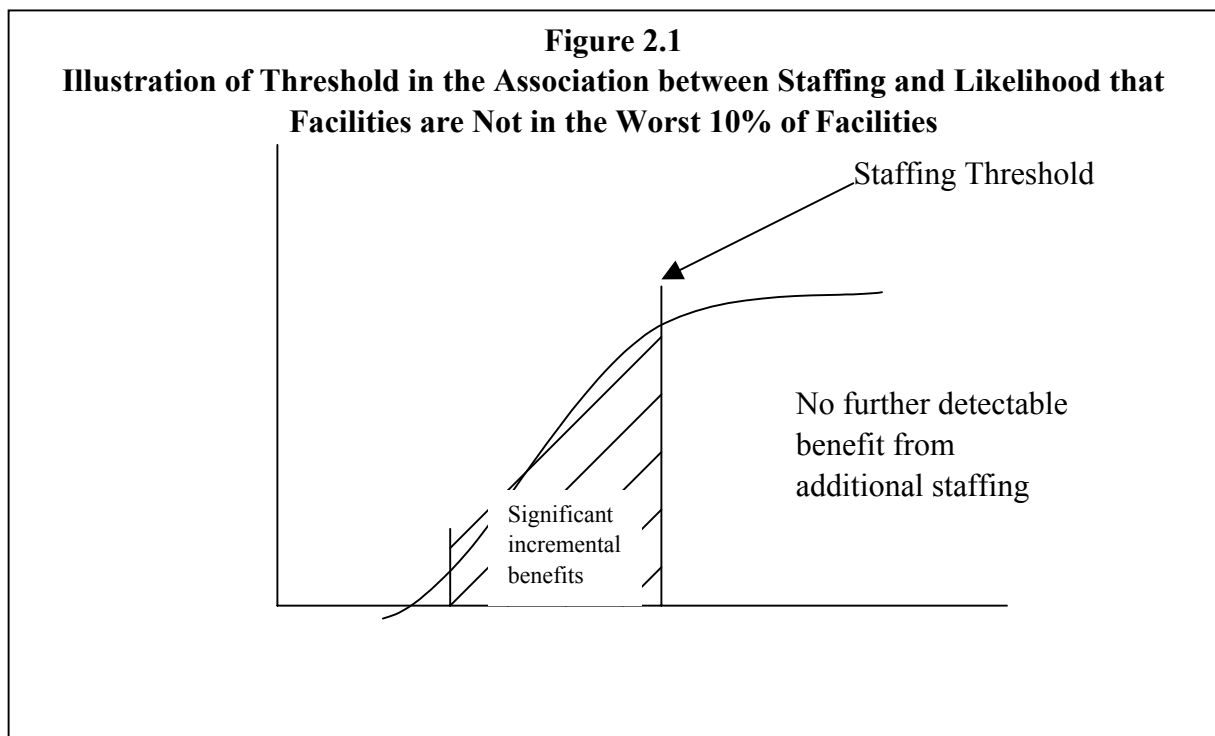 Figure 2.1
Illustration of Threshold in the Association between Staffing and Likelihood that
Facilities are Not in the Worst 10% of Facilities
Staffing Threshold
No further detectable
benefit from
additional staffing
Significant
incremental
benefits